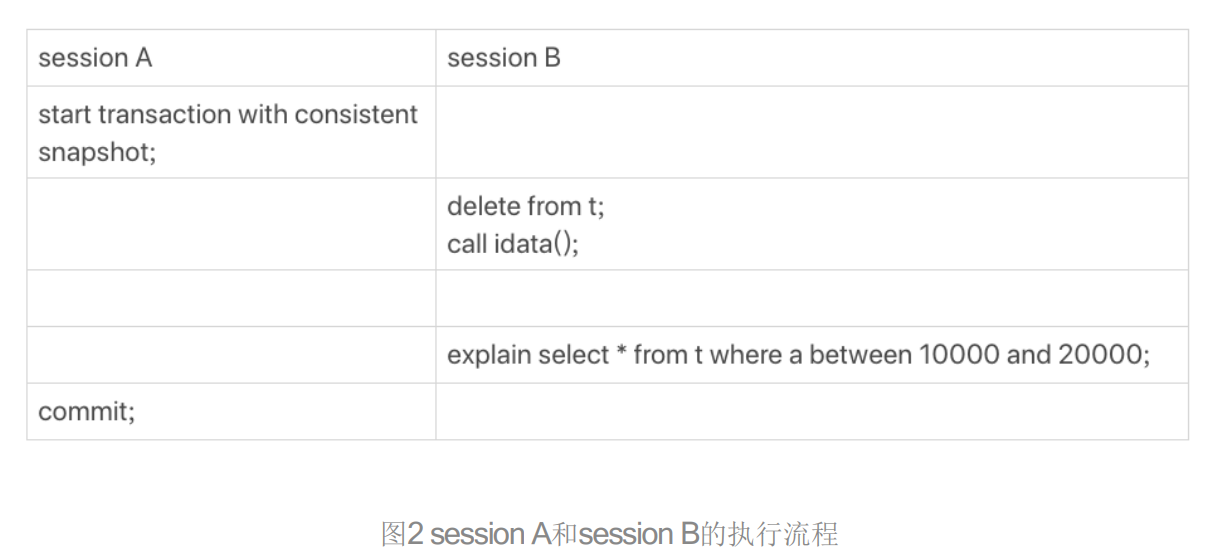 session A
session B
start transaction with consistent
snapshot;
delete from t;
call idata();
explain select * from t where a between 10000 and 20000;
commit;
图2 session A和session B的执行流程